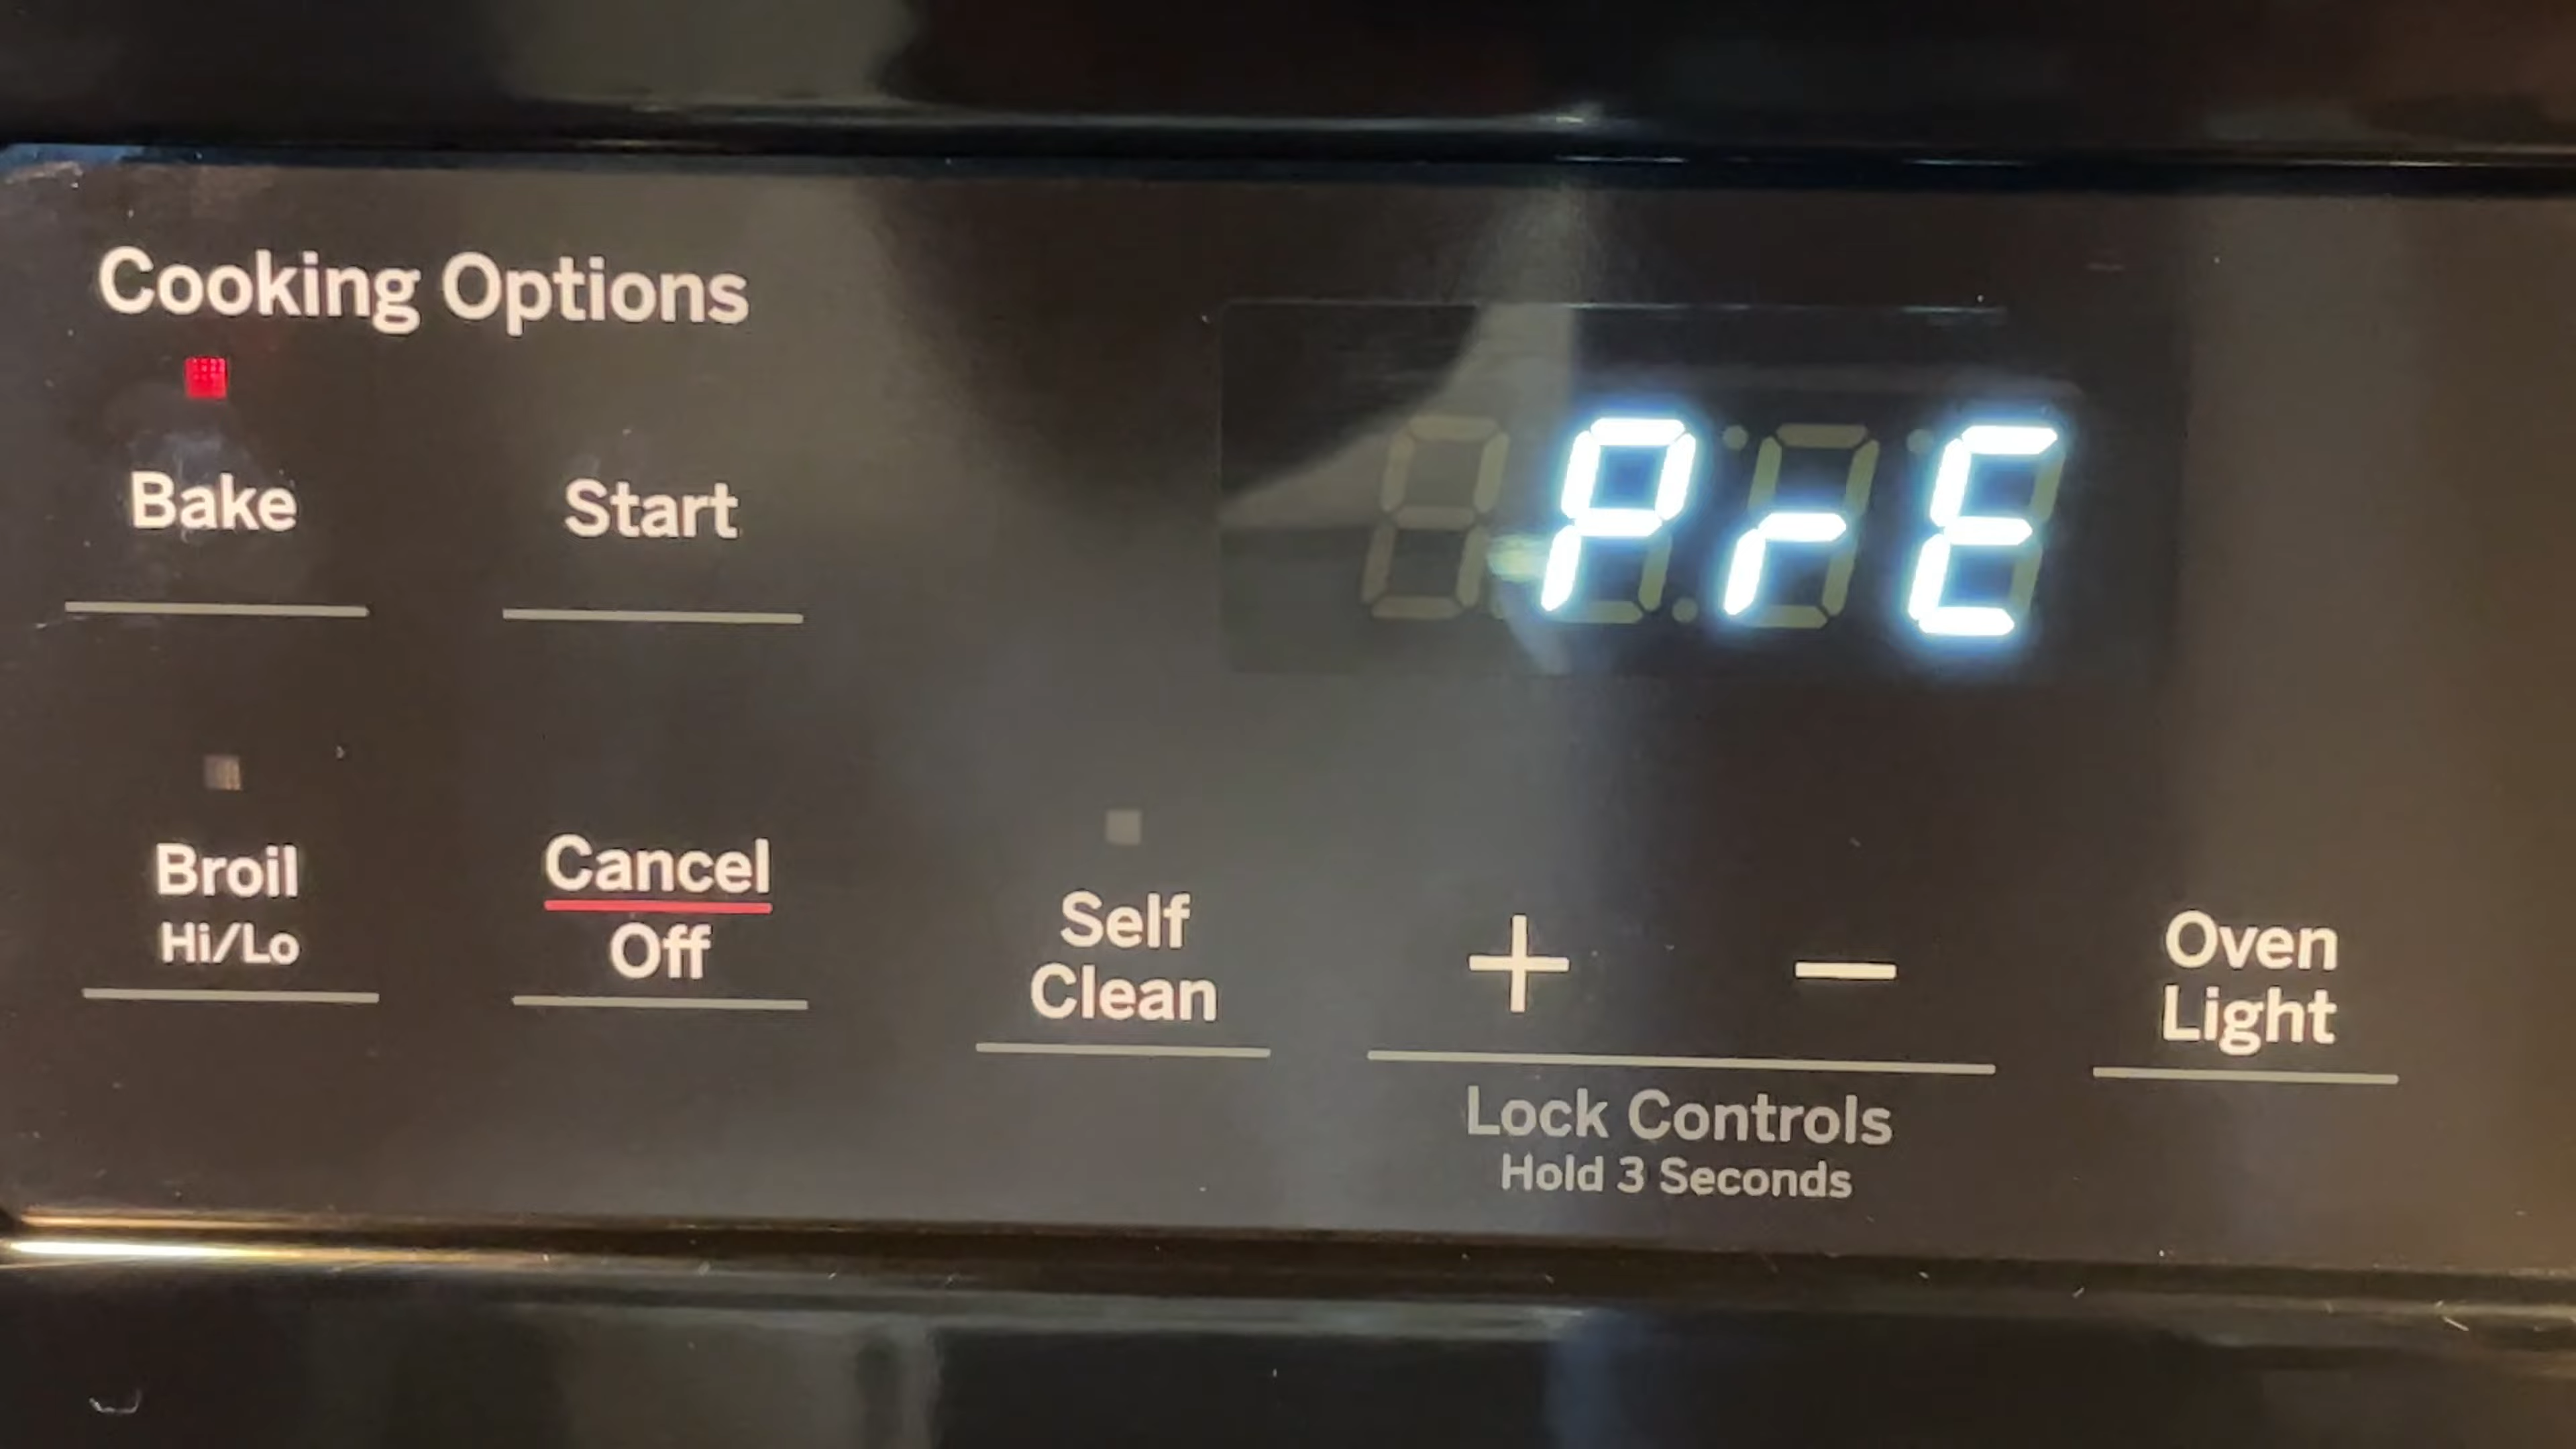 Cooking Options
Bake
Start
PrE
Broil
Hi/Lo
Cancel
Off
Self
Clean
+
−
Oven
Light
Lock Controls
Hold 3 Seconds